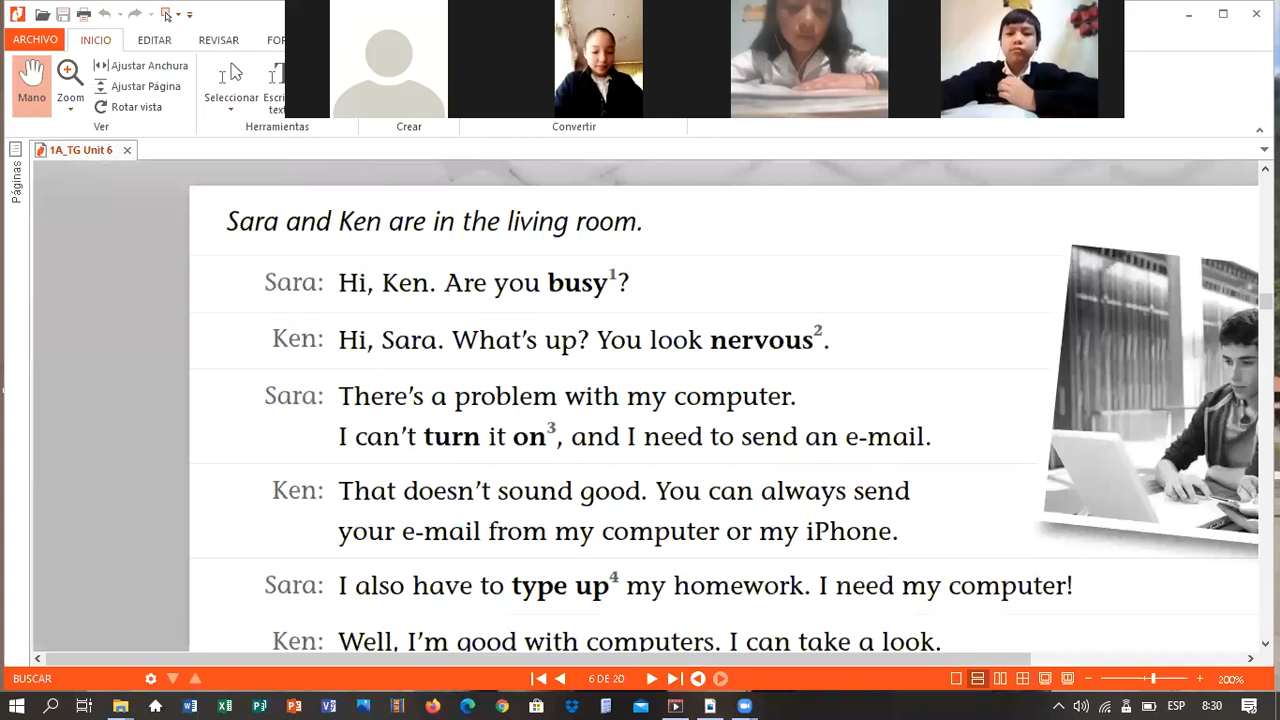 ARCHIVO INICIO EDITAR REVISAR FOR
Mano
Zoom
Ajustar Anchura
Ajustar Página
Rotar vista
Seleccionar
Ver Herramientas Crear Convertir
1A_TG Unit 6
Páginas
Sara and Ken are in the living room.
Sara: Hi, Ken. Are you busy¹?
Ken: Hi, Sara. What's up? You look nervous².
Sara: There's a problem with my computer.
I can't turn it on³, and I need to send an e-mail.
Ken: That doesn't sound good. You can always send
your e-mail from my computer or my iPhone.
Sara: I also have to type up⁴ my homework. I need my computer!
Ken: Well, I'm good with computers. I can take a look.
BUSCAR 6 DE 20 200%
ESP 8:30